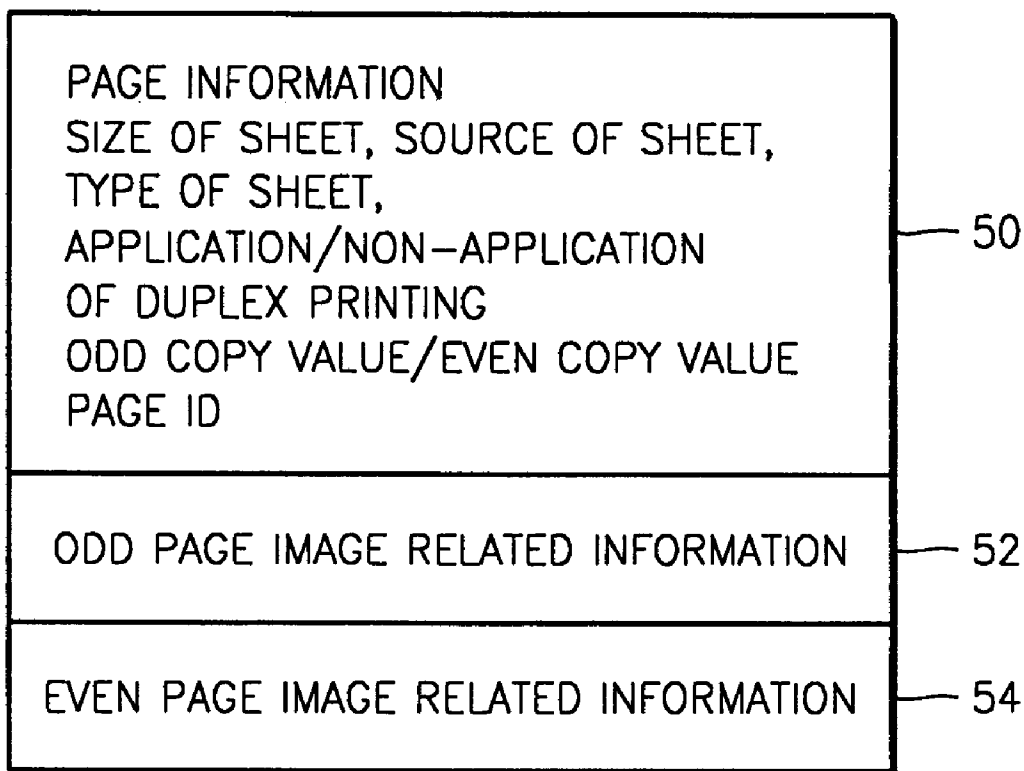 PAGE INFORMATION
SIZE OF SHEET, SOURCE OF SHEET,
TYPE OF SHEET,
APPLICATION/NON-APPLICATION
OF DUPLEX PRINTING
ODD COPY VALUE/EVEN COPY VALUE
PAGE ID
50
ODD PAGE IMAGE RELATED INFORMATION
52
EVEN PAGE IMAGE RELATED INFORMATION
54